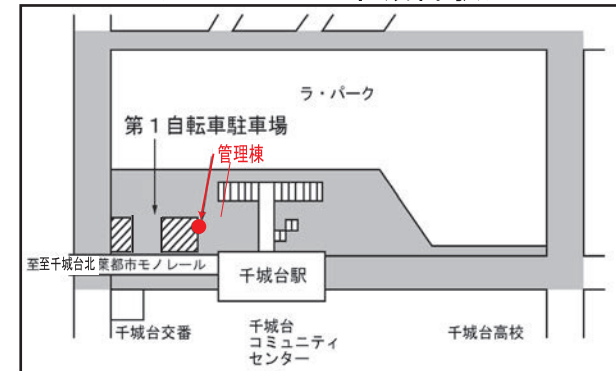 ラ・パーク
第1自転車駐車場
管理棟
至至千城台北 葉都市モノレール
千城台駅
千城台交番
千城台
コミュニティ
センター
千城台高校